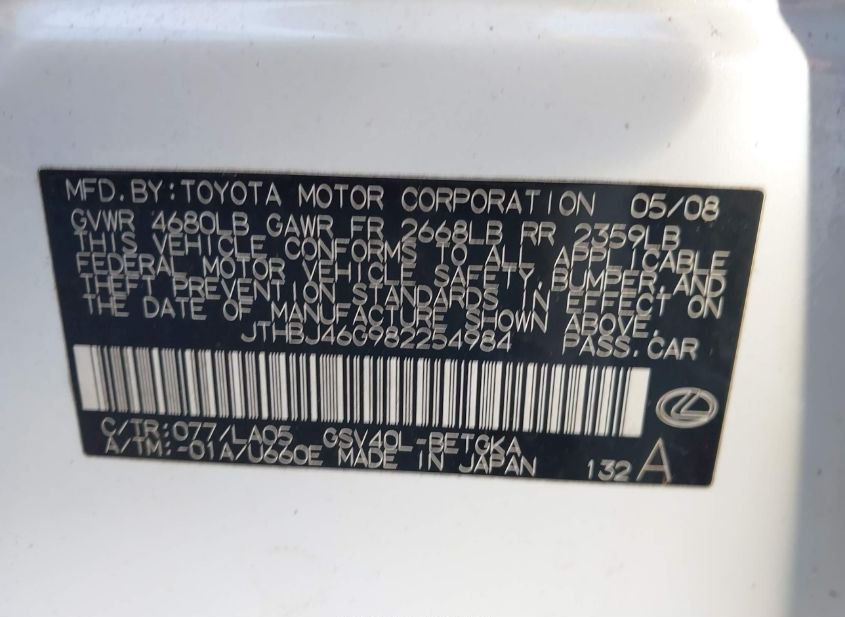 MFD. BY: TOYOTA MOTOR CORPORATION 05/08
GVWR 4680LB GAWR FR 2668LB RR 2359LB
THIS VEHICLE CONFORMS TO ALL APPLICABLE
FEDERAL MOTOR VEHICLE SAFETY, BUMPER, AND
THEFT PREVENTION STANDARDS IN EFFECT ON
THE DATE OF MANUFACTURE SHOWN ABOVE.
JTHBJ46G982254984 PASS. CAR
C/TR: 077/LA05 GSV40L-BETGKA
A/TM: -01A/U660E MADE IN JAPAN 132 A